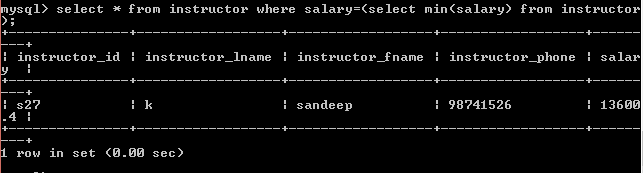 mysql> select * from instructor where salary=(select min(salary) from instructor
);
+---------------+------------------+------------------+------------------+------
---+
| instructor_id | instructor_lname | instructor_fname | instructor_phone | salar
y  |
+---------------+------------------+------------------+------------------+------
---+
| s27           | k                | sandeep          | 98741526         | 13600
.4 |
+---------------+------------------+------------------+------------------+------
---+
1 row in set (0.00 sec)